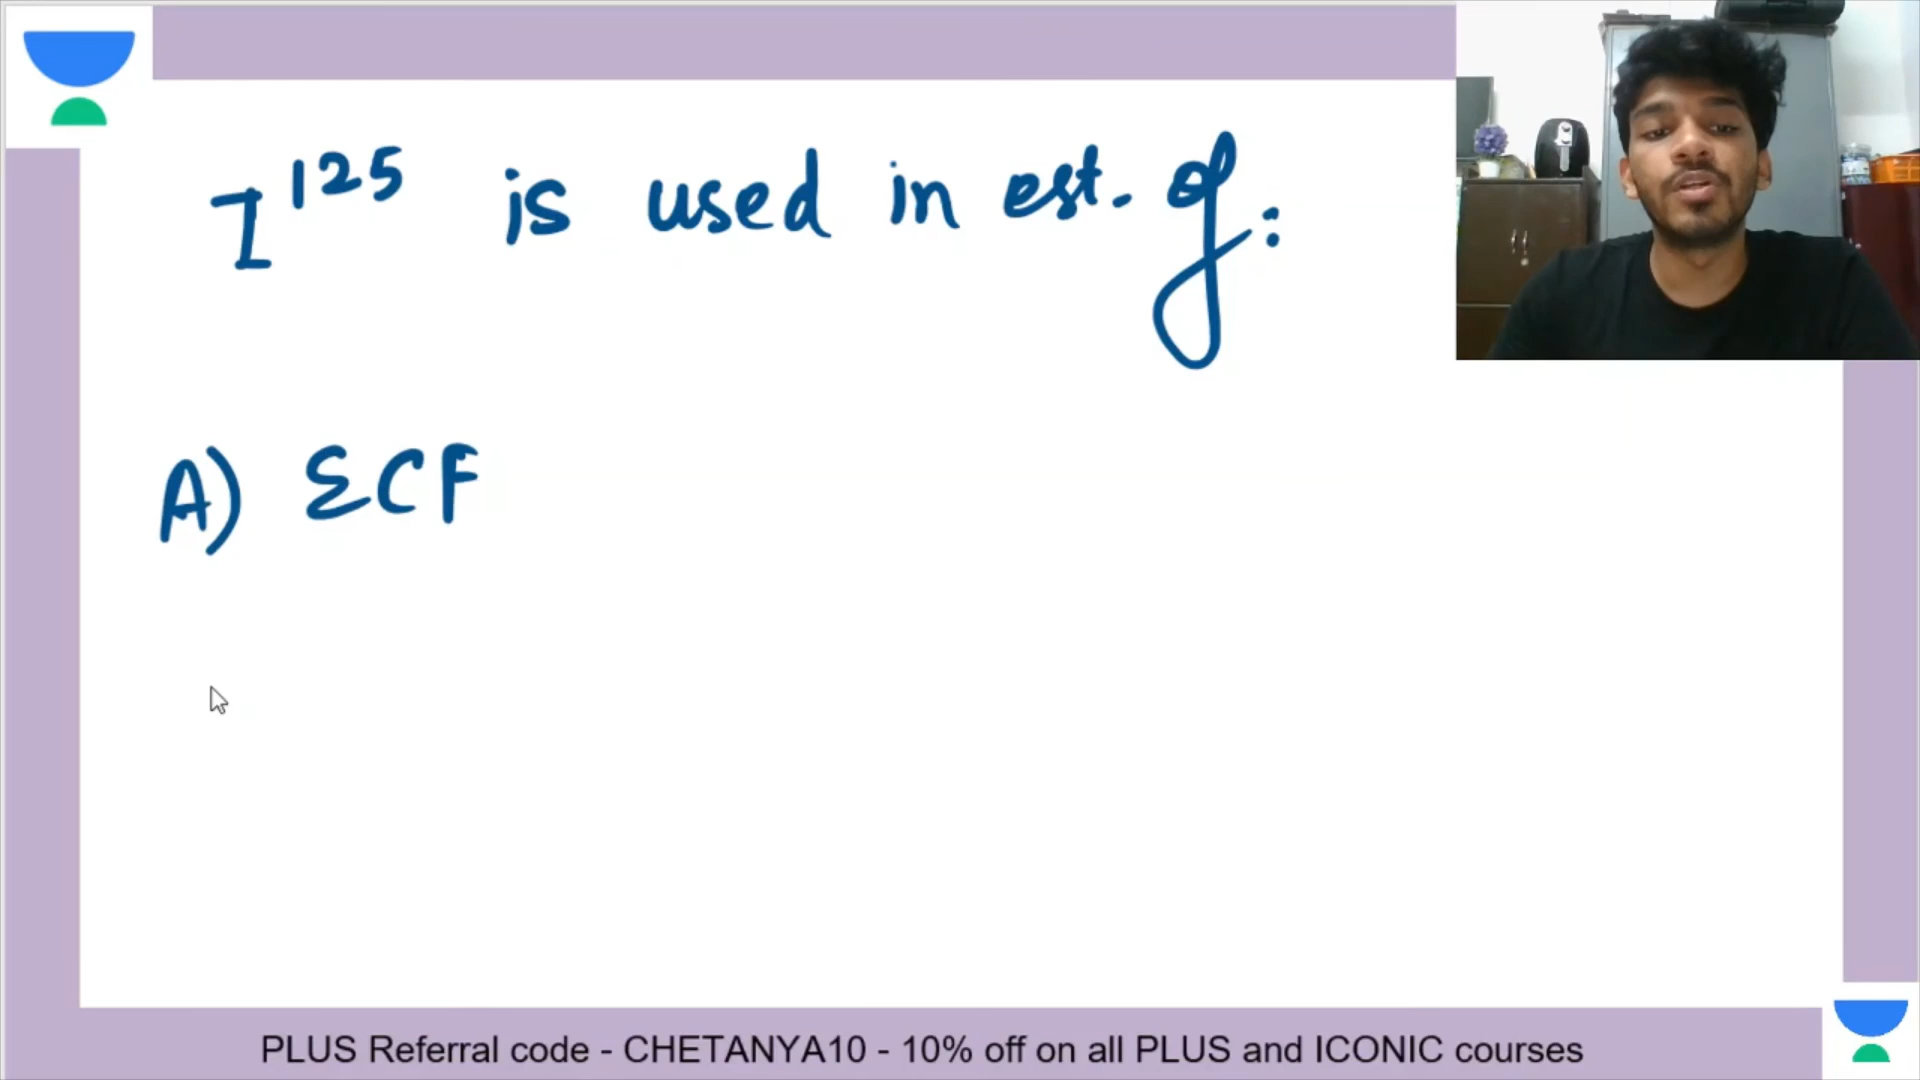 I¹²⁵ is used in est. of :
A) ECF
PLUS Referral code - CHETANYA10 - 10% off on all PLUS and ICONIC courses